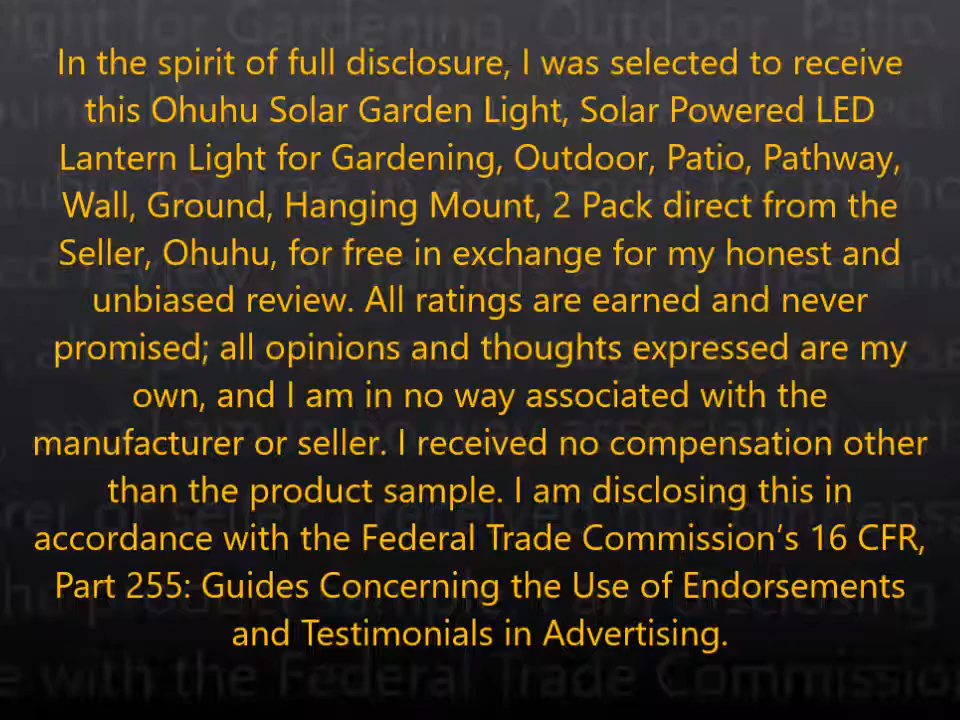 In the spirit of full disclosure, I was selected to receive
this Ohuhu Solar Garden Light, Solar Powered LED
Lantern Light for Gardening, Outdoor, Patio, Pathway,
Wall, Ground, Hanging Mount, 2 Pack direct from the
Seller, Ohuhu, for free in exchange for my honest and
unbiased review. All ratings are earned and never
promised; all opinions and thoughts expressed are my
own, and I am in no way associated with the
manufacturer or seller. I received no compensation other
than the product sample. I am disclosing this in
accordance with the Federal Trade Commission’s 16 CFR,
Part 255: Guides Concerning the Use of Endorsements
and Testimonials in Advertising.